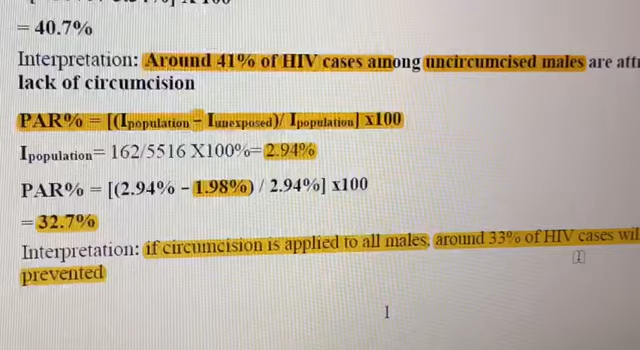 X 100
= 40.7%
Interpretation: Around 41% of HIV cases among uncircumcised males are
lack of circumcision
PAR% = [(Ipopulation – Iunexposed)/ Ipopulation] x100
Ipopulation= 162/5516 X100%= 2.94%
PAR% = [(2.94% – 1.98%) / 2.94%] x100
= 32.7%
Interpretation: if circumcision is applied to all males, around 33% of HIV cases
prevented
1